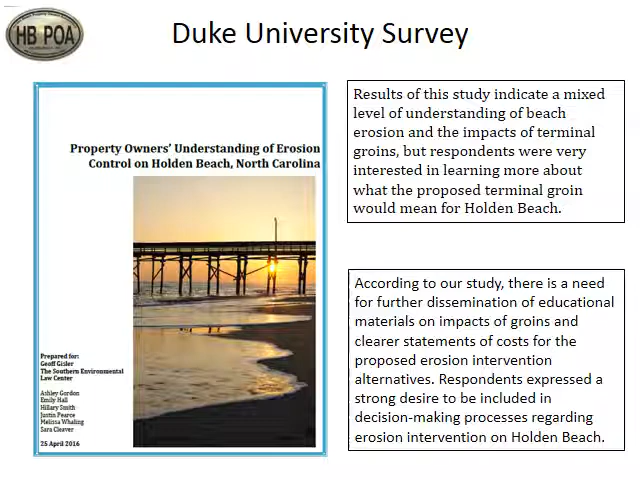 HB POA
Duke University Survey
Property Owners' Understanding of Erosion
Control on Holden Beach, North Carolina
Prepared for:
Geoff Gisler
The Southern Environmental
Law Center
Ashley Gordon
Emily Hall
Hillary Smith
Justin Pearce
Melissa Whaling
Sara Cleaver
25 April 2016
Results of this study indicate a mixed
level of understanding of beach
erosion and the impacts of terminal
groins, but respondents were very
interested in learning more about
what the proposed terminal groin
would mean for Holden Beach.
According to our study, there is a need
for further dissemination of educational
materials on impacts of groins and
clearer statements of costs for the
proposed erosion intervention
alternatives. Respondents expressed a
strong desire to be included in
decision-making processes regarding
erosion intervention on Holden Beach.